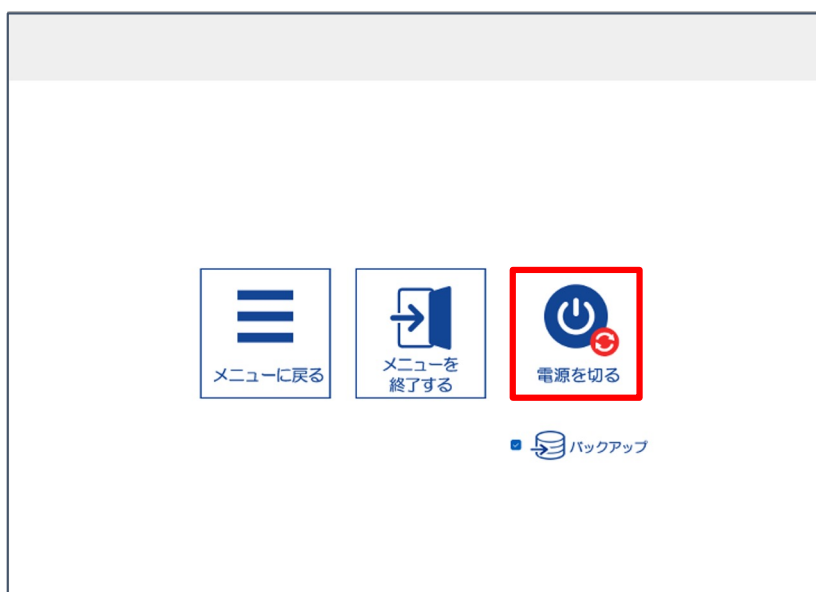 メニューに戻る
メニューを
終了する
電源を切る
バックアップ